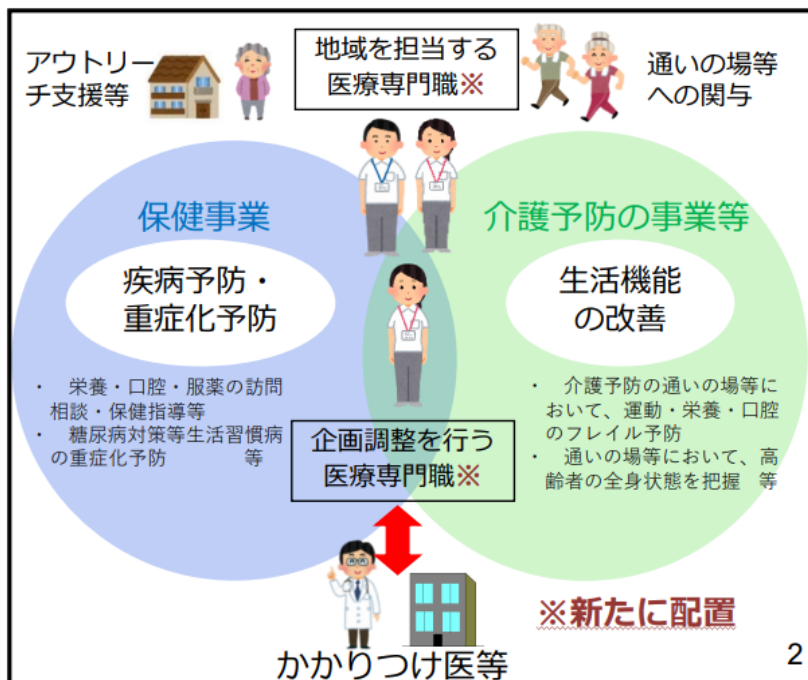 アウトリー
チ支援等
地域を担当する
医療専門職※
通いの場等
への関与
保健事業
疾病予防・
重症化予防
・　栄養・口腔・服薬の訪問
相談・保健指導等
・　糖尿病対策等生活習慣病
の重症化予防　　　等
介護予防の事業等
生活機能
の改善
・　介護予防の通いの場等に
おいて、運動・栄養・口腔
のフレイル予防
・　通いの場等において、高
齢者の全身状態を把握　等
企画調整を行う
医療専門職※
かかりつけ医等
※新たに配置
2